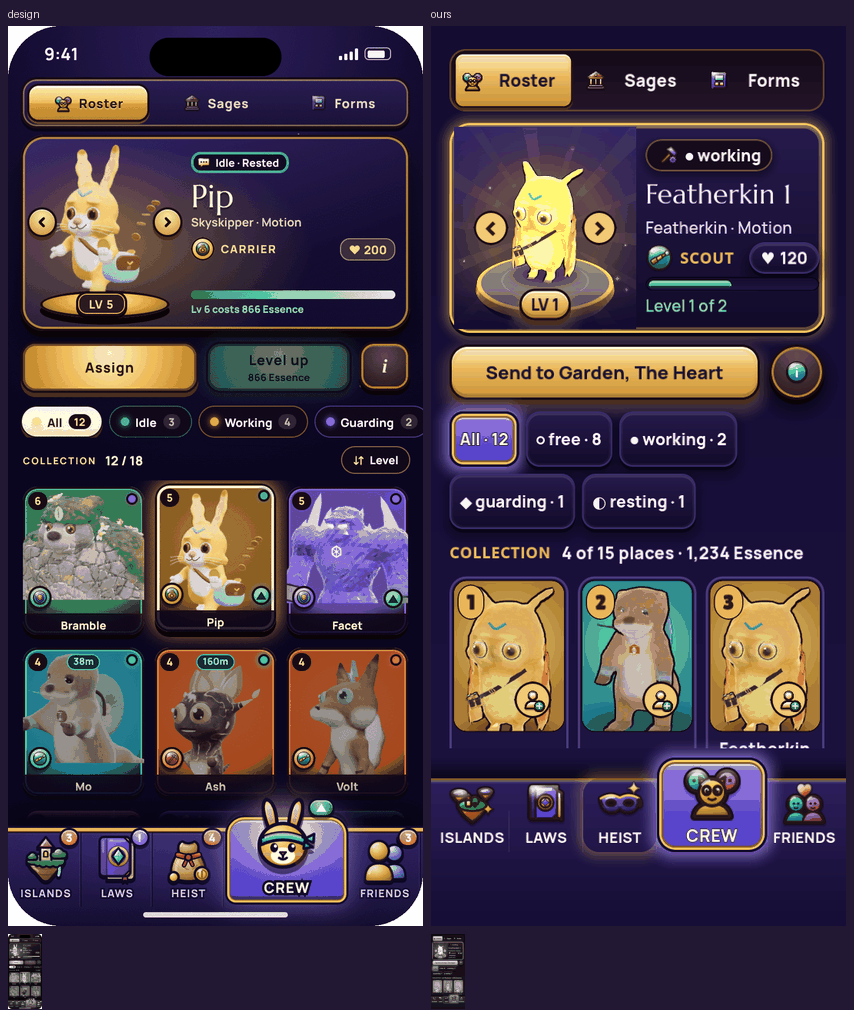 design
ours
9:41
Roster
Sages
Forms
Idle · Rested
Pip
Skyskipper · Motion
CARRIER
200
LV 5
Lv 6 costs 866 Essence
Assign
Level up
866 Essence
i
All 12
Idle 3
Working 4
Guarding 2
COLLECTION 12 / 18
Level
6
5
5
Bramble
Pip
Facet
4
38m
4
160m
4
Mo
Ash
Volt
3
1
4
3
ISLANDS
LAWS
HEIST
CREW
FRIENDS
Roster
Sages
Forms
working
Featherkin 1
Featherkin · Motion
SCOUT
120
LV 1
Level 1 of 2
Send to Garden, The Heart
i
All · 12
free · 8
working · 2
guarding · 1
resting · 1
COLLECTION 4 of 15 places · 1,234 Essence
1
2
3
Featherkin
ISLANDS
LAWS
HEIST
CREW
FRIENDS